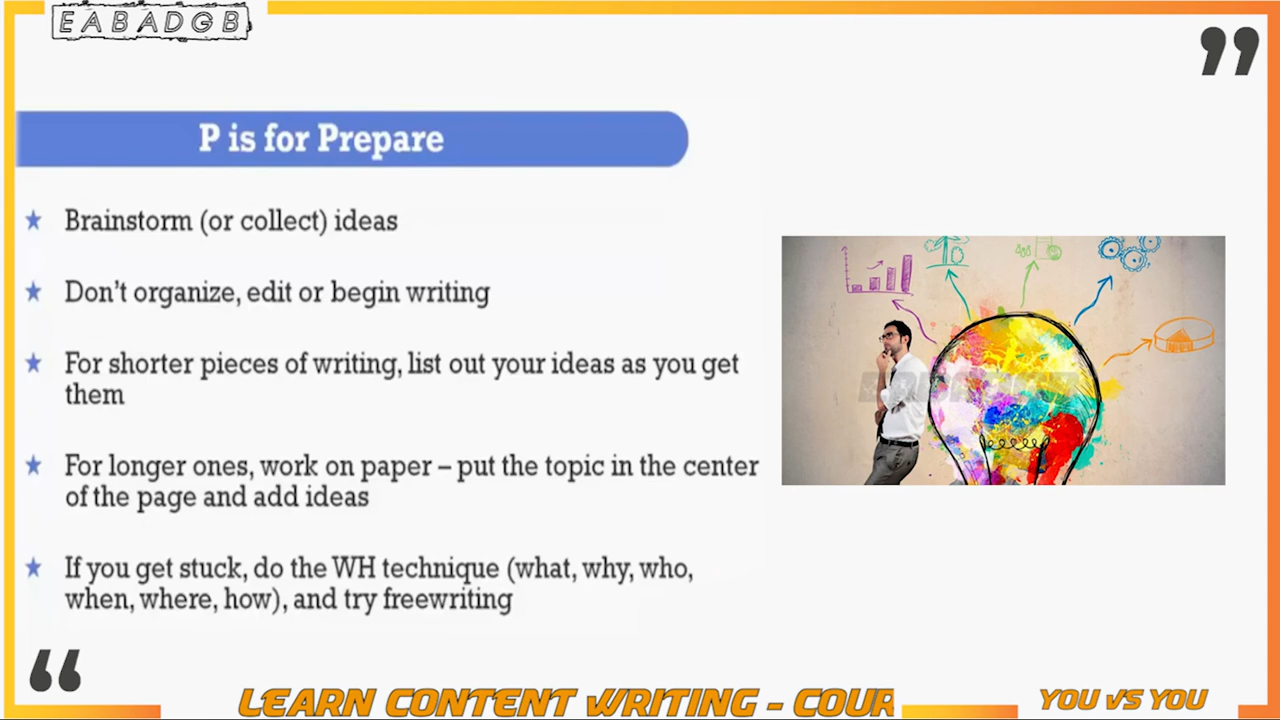 EABADGB
P is for Prepare
Brainstorm (or collect) ideas
Don't organize, edit or begin writing
For shorter pieces of writing, list out your ideas as you get
them
For longer ones, work on paper – put the topic in the center
of the page and add ideas
If you get stuck, do the WH technique (what, why, who,
when, where, how), and try freewriting
EABADGB
LEARN CONTENT WRITING - COUR
YOU VS YOU